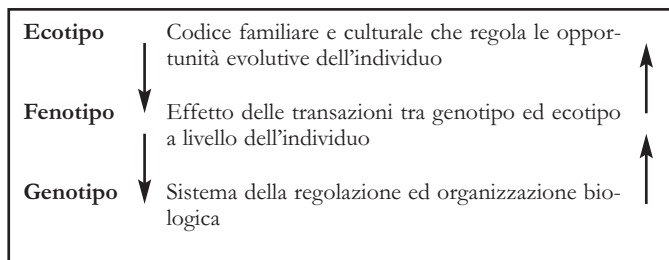 Ecotipo Codice familiare e culturale che regola le oppor-
tunità evolutive dell’individuo
Fenotipo Effetto delle transazioni tra genotipo ed ecotipo
a livello dell’individuo
Genotipo Sistema della regolazione ed organizzazione bio-
logica